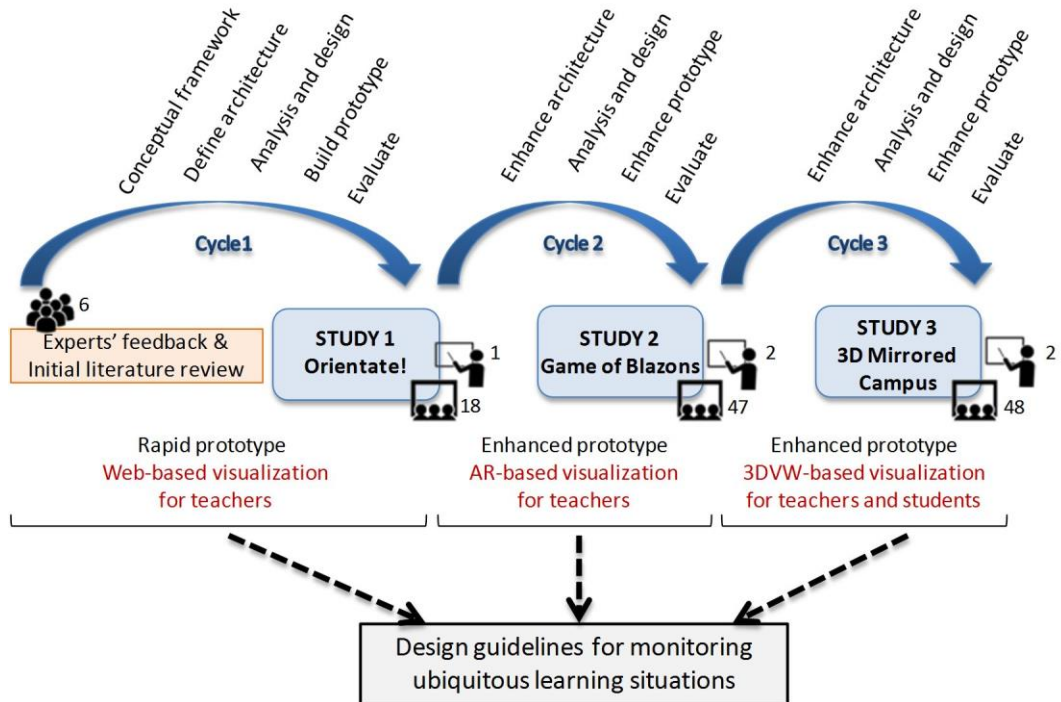 Conceptual framework
Define architecture
Analysis and design
Build prototype
Evaluate
Enhance architecture
Analysis and design
Enhance prototype
Evaluate
Enhance architecture
Analysis and design
Enhance prototype
Evaluate
Cycle1
Cycle 2
Cycle 3
6
Experts' feedback &
Initial literature review
STUDY 1
Orientate!
1
18
STUDY 2
Game of Blazons
2
47
STUDY 3
3D Mirrored
Campus
2
48
Rapid prototype
Web-based visualization
for teachers
Enhanced prototype
AR-based visualization
for teachers
Enhanced prototype
3DVW-based visualization
for teachers and students
Design guidelines for monitoring
ubiquitous learning situations